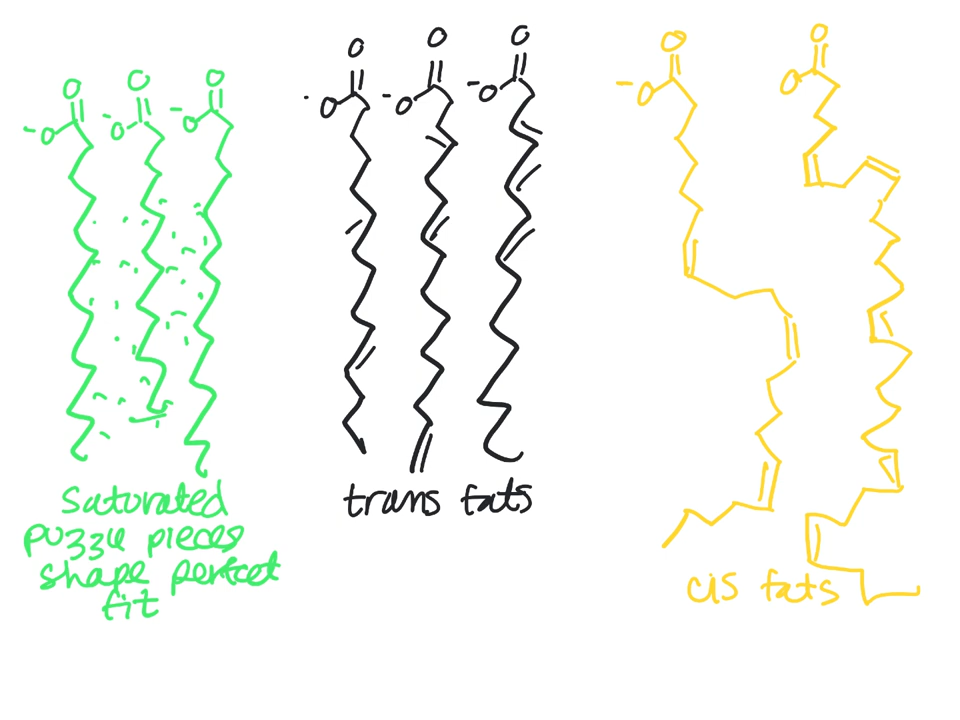 O O O
-O -O -O
saturated
puzzle pieces
shape perfect
fit
O O O
-O -O -O
trans fats
O O
-O O
cis fats